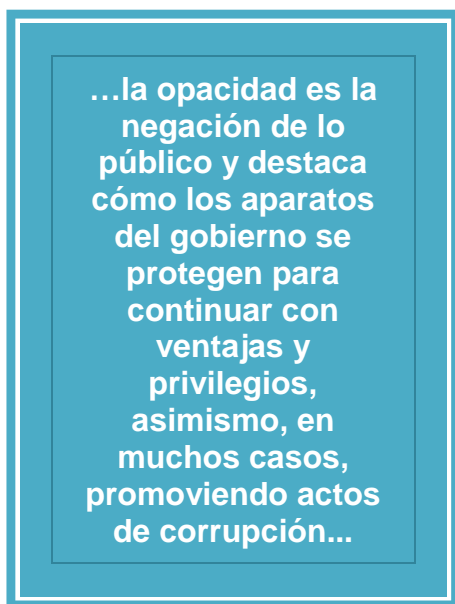 …la opacidad es la
negación de lo
público y destaca
cómo los aparatos
del gobierno se
protegen para
continuar con
ventajas y
privilegios,
asimismo, en
muchos casos,
promoviendo actos
de corrupción...